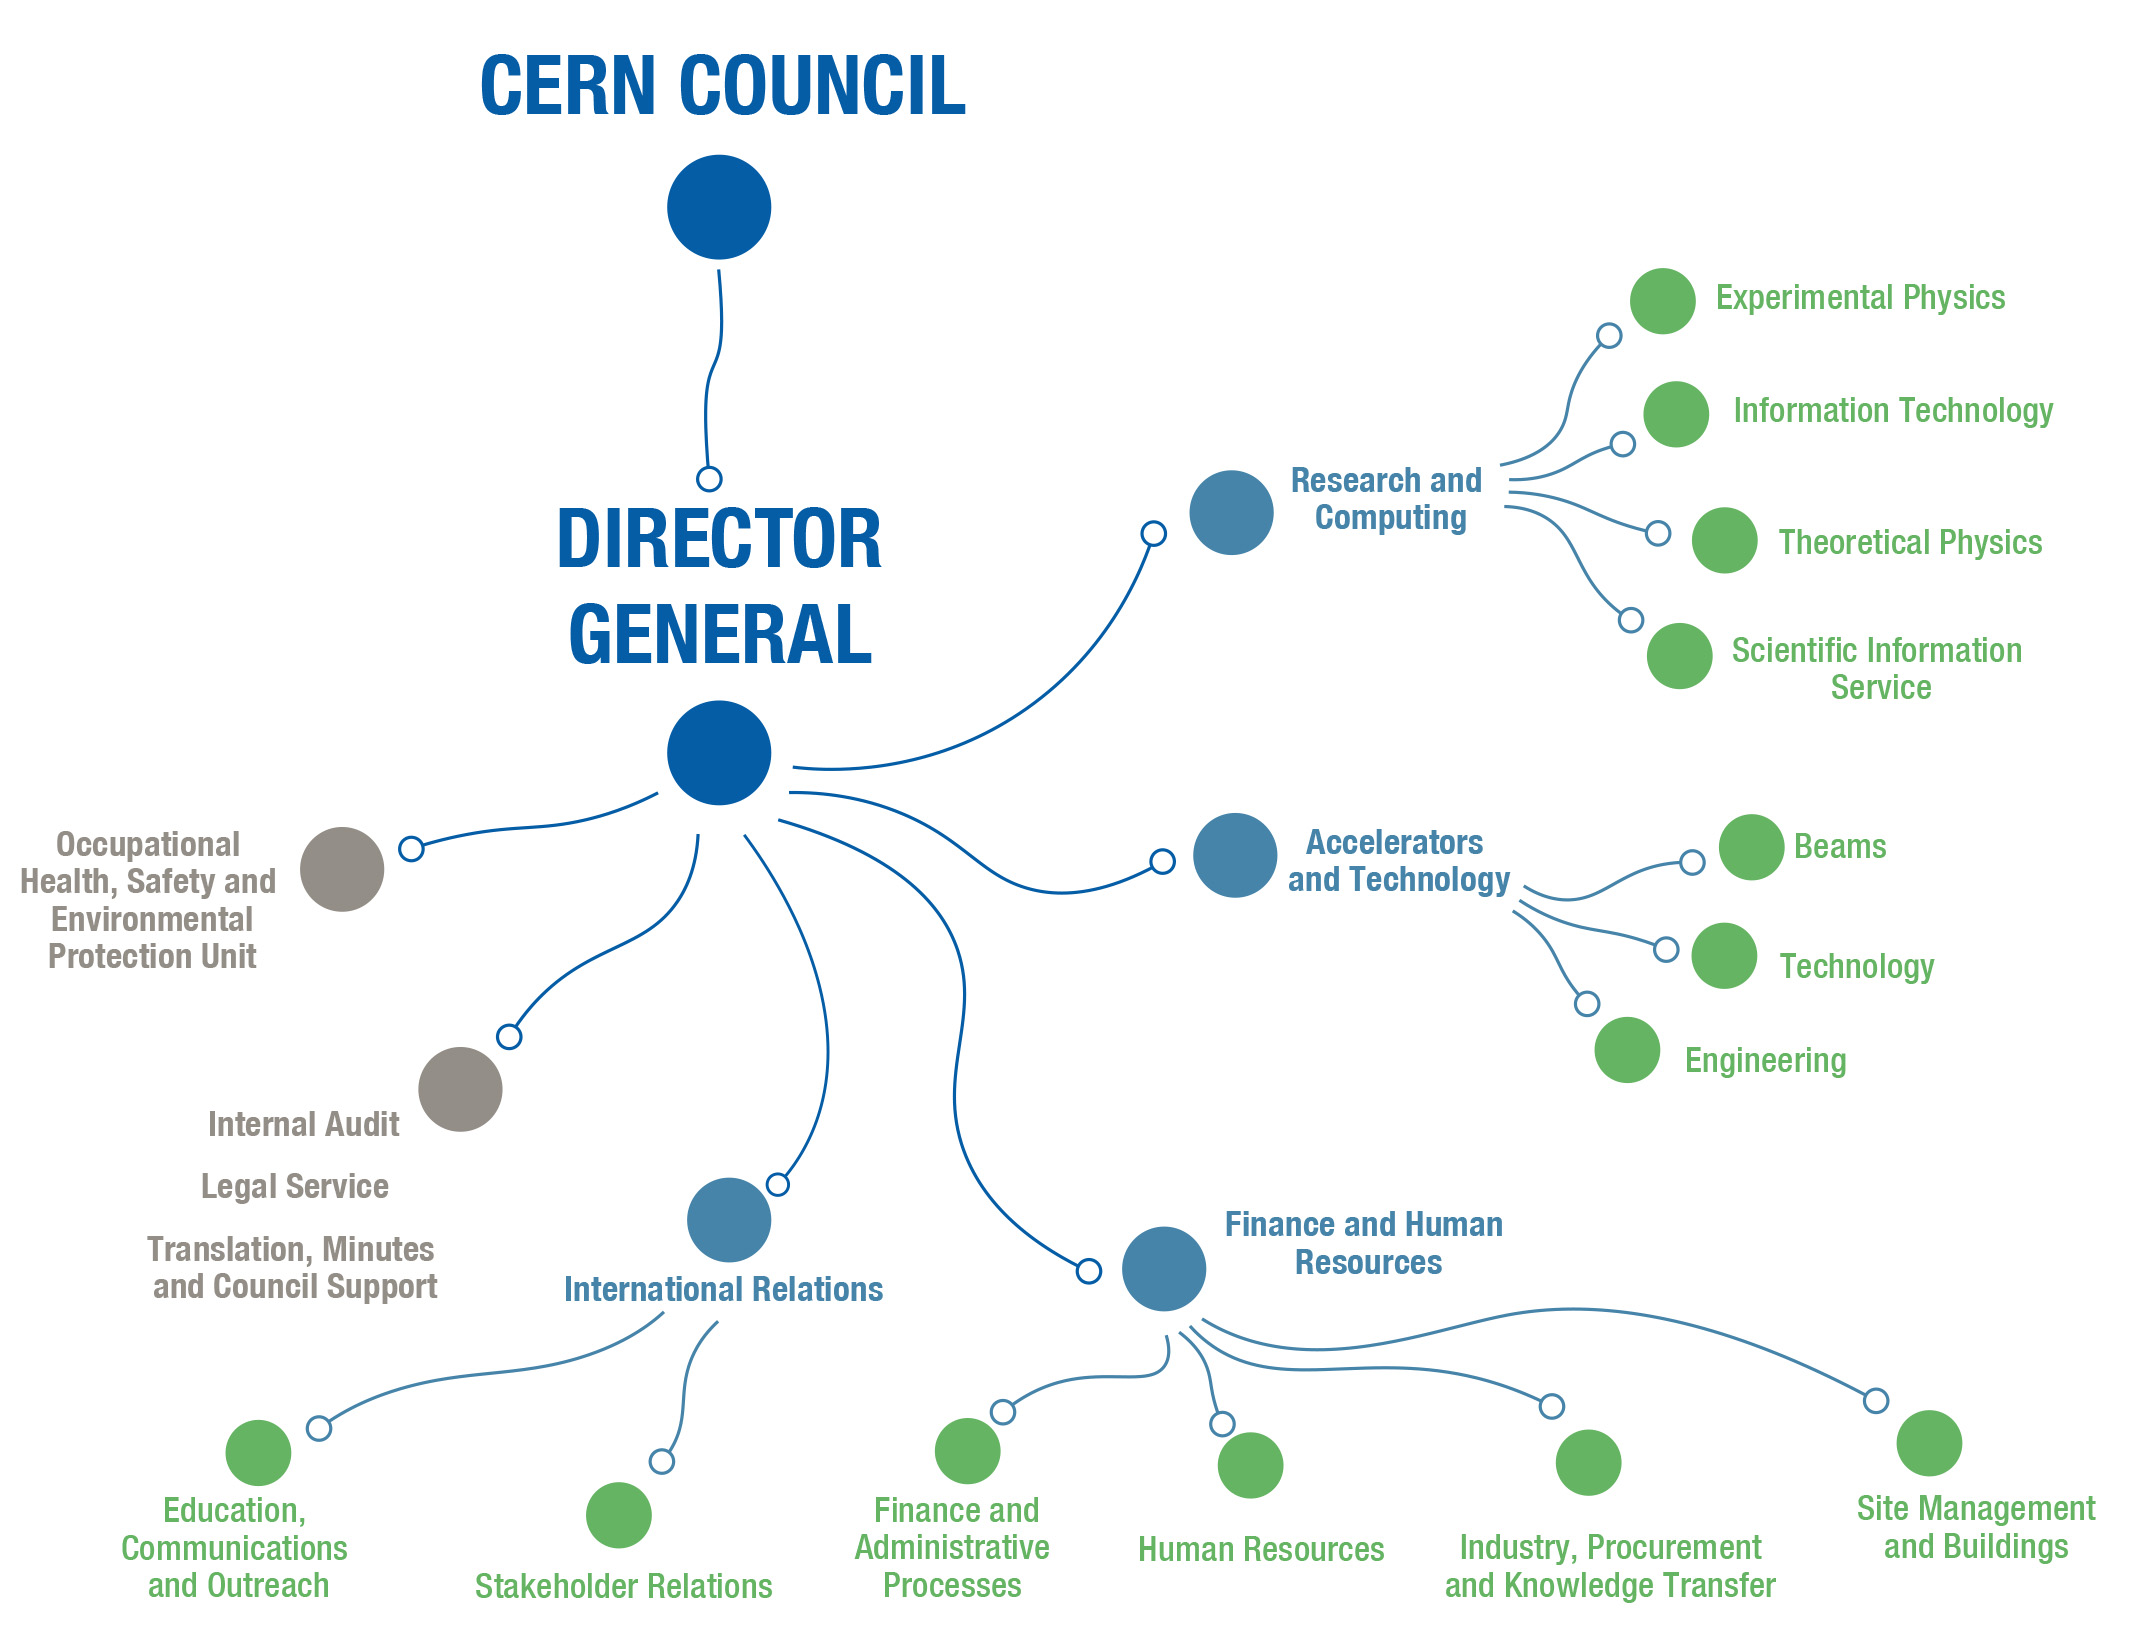 CERN COUNCIL
DIRECTOR
GENERAL
Research and
Computing
Experimental Physics
Information Technology
Theoretical Physics
Scientific Information
Service
Accelerators
and Technology
Beams
Technology
Engineering
Occupational
Health, Safety and
Environmental
Protection Unit
Internal Audit
Legal Service
Translation, Minutes
and Council Support
International Relations
Education,
Communications
and Outreach
Stakeholder Relations
Finance and Human
Resources
Finance and
Administrative
Processes
Human Resources
Industry, Procurement
and Knowledge Transfer
Site Management
and Buildings